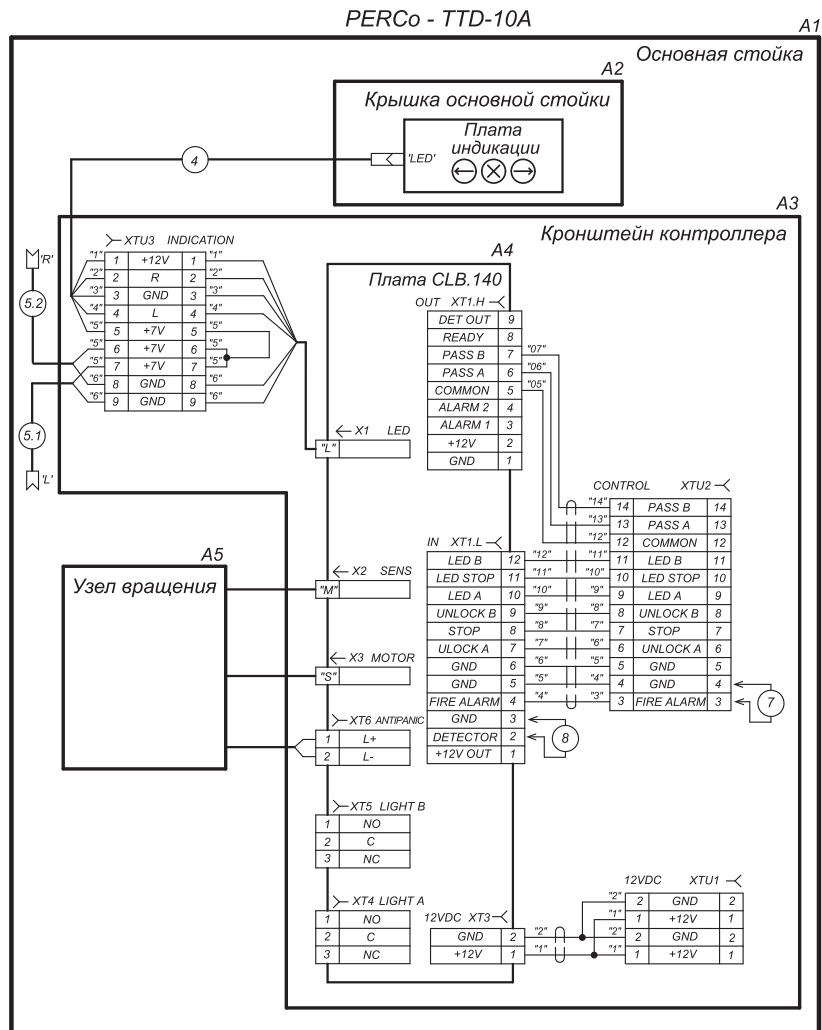 PERCo - TTD-10A
A1
Основная стойка
A2
Крышка основной стойки
Плата
индикации
'LED'
4
A3
Кронштейн контроллера
XTU3 INDICATION
"1" 1 +12V 1 "1"
"2" 2 R 2 "2"
"3" 3 GND 3 "3"
"4" 4 L 4 "4"
"5" 5 +7V 5 "5"
"5" 6 +7V 6 "5"
"5" 7 +7V 7 "5"
"6" 8 GND 8 "6"
"6" 9 GND 9 "6"
'R'
5.2
5.1
'L'
A4
Плата CLB.140
OUT XT1.H
DET OUT 9
READY 8
PASS B 7 "07"
PASS A 6 "06"
COMMON 5 "05"
ALARM 2 4
ALARM 1 3
+12V 2
GND 1
X1 LED
"L"
CONTROL XTU2
"14" 14 PASS B 14
"13" 13 PASS A 13
"12" 12 COMMON 12
"11" 11 LED B 11
"10" 10 LED STOP 10
"9" 9 LED A 9
"8" 8 UNLOCK B 8
"7" 7 STOP 7
"6" 6 UNLOCK A 6
"5" 5 GND 5
"4" 4 GND 4
"3" 3 FIRE ALARM 3
7
IN XT1.L
LED B 12 "12"
LED STOP 11 "11"
LED A 10 "10"
UNLOCK B 9 "9"
STOP 8 "8"
ULOCK A 7 "7"
GND 6 "6"
GND 5 "5"
FIRE ALARM 4 "4"
GND 3
DETECTOR 2
+12V OUT 1
8
A5
Узел вращения
X2 SENS
"M"
X3 MOTOR
"S"
XT6 ANTIPANIC
1 L+
2 L-
XT5 LIGHT B
1 NO
2 C
3 NC
XT4 LIGHT A
1 NO
2 C
3 NC
12VDC XT3
GND 2 "2"
+12V 1 "1"
12VDC XTU1
"2" 2 GND 2
"1" 1 +12V 1
"2" 2 GND 2
"1" 1 +12V 1